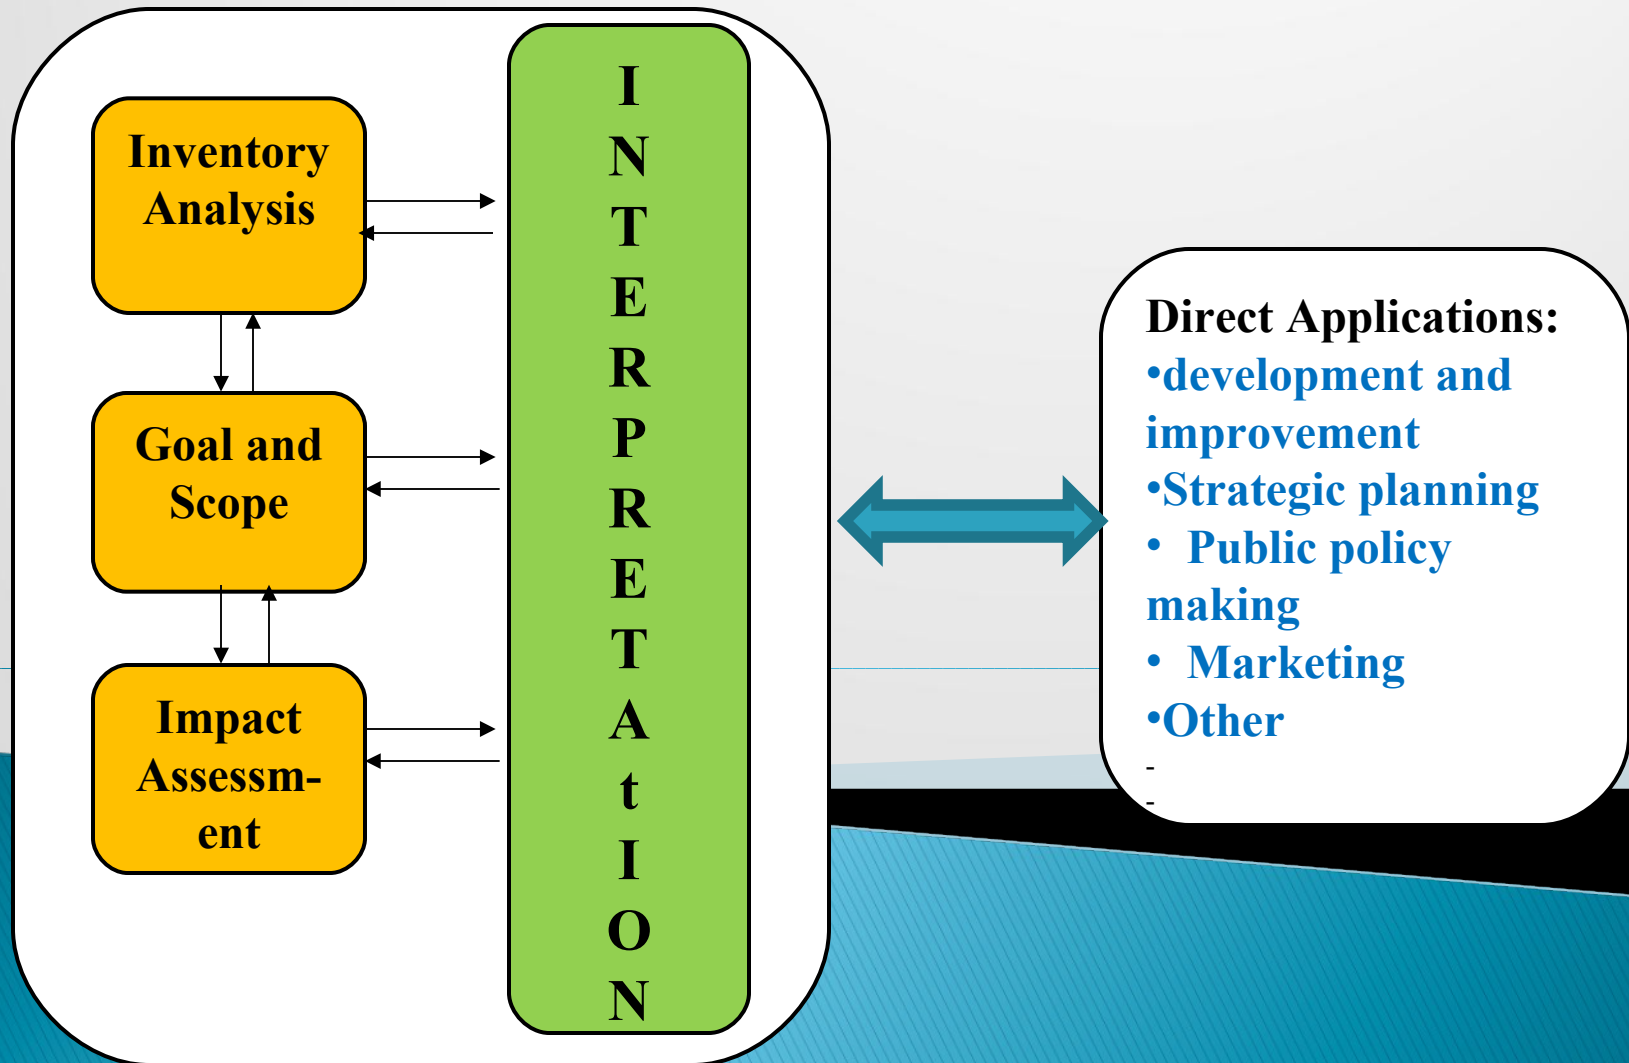 Inventory
Analysis
Goal and
Scope
Impact
Assessm-
ent
I
N
T
E
R
P
R
E
T
A
t
I
O
N
Direct Applications:
•development and
improvement
•Strategic planning
• Public policy
making
• Marketing
•Other
-
-